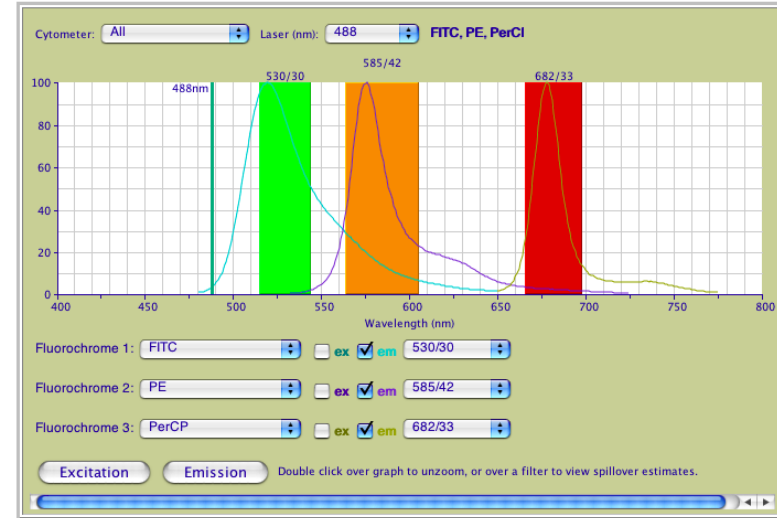 Cytometer: All Laser (nm): 488 FITC, PE, PerCl
585/42
530/30 682/33
488nm
100
80
60
40
20
0
400 450 500 550 600 650 700 750 800
Wavelength (nm)
Fluorochrome 1: FITC ex em 530/30
Fluorochrome 2: PE ex em 585/42
Fluorochrome 3: PerCP ex em 682/33
Excitation Emission Double click over graph to unzoom, or over a filter to view spillover estimates.